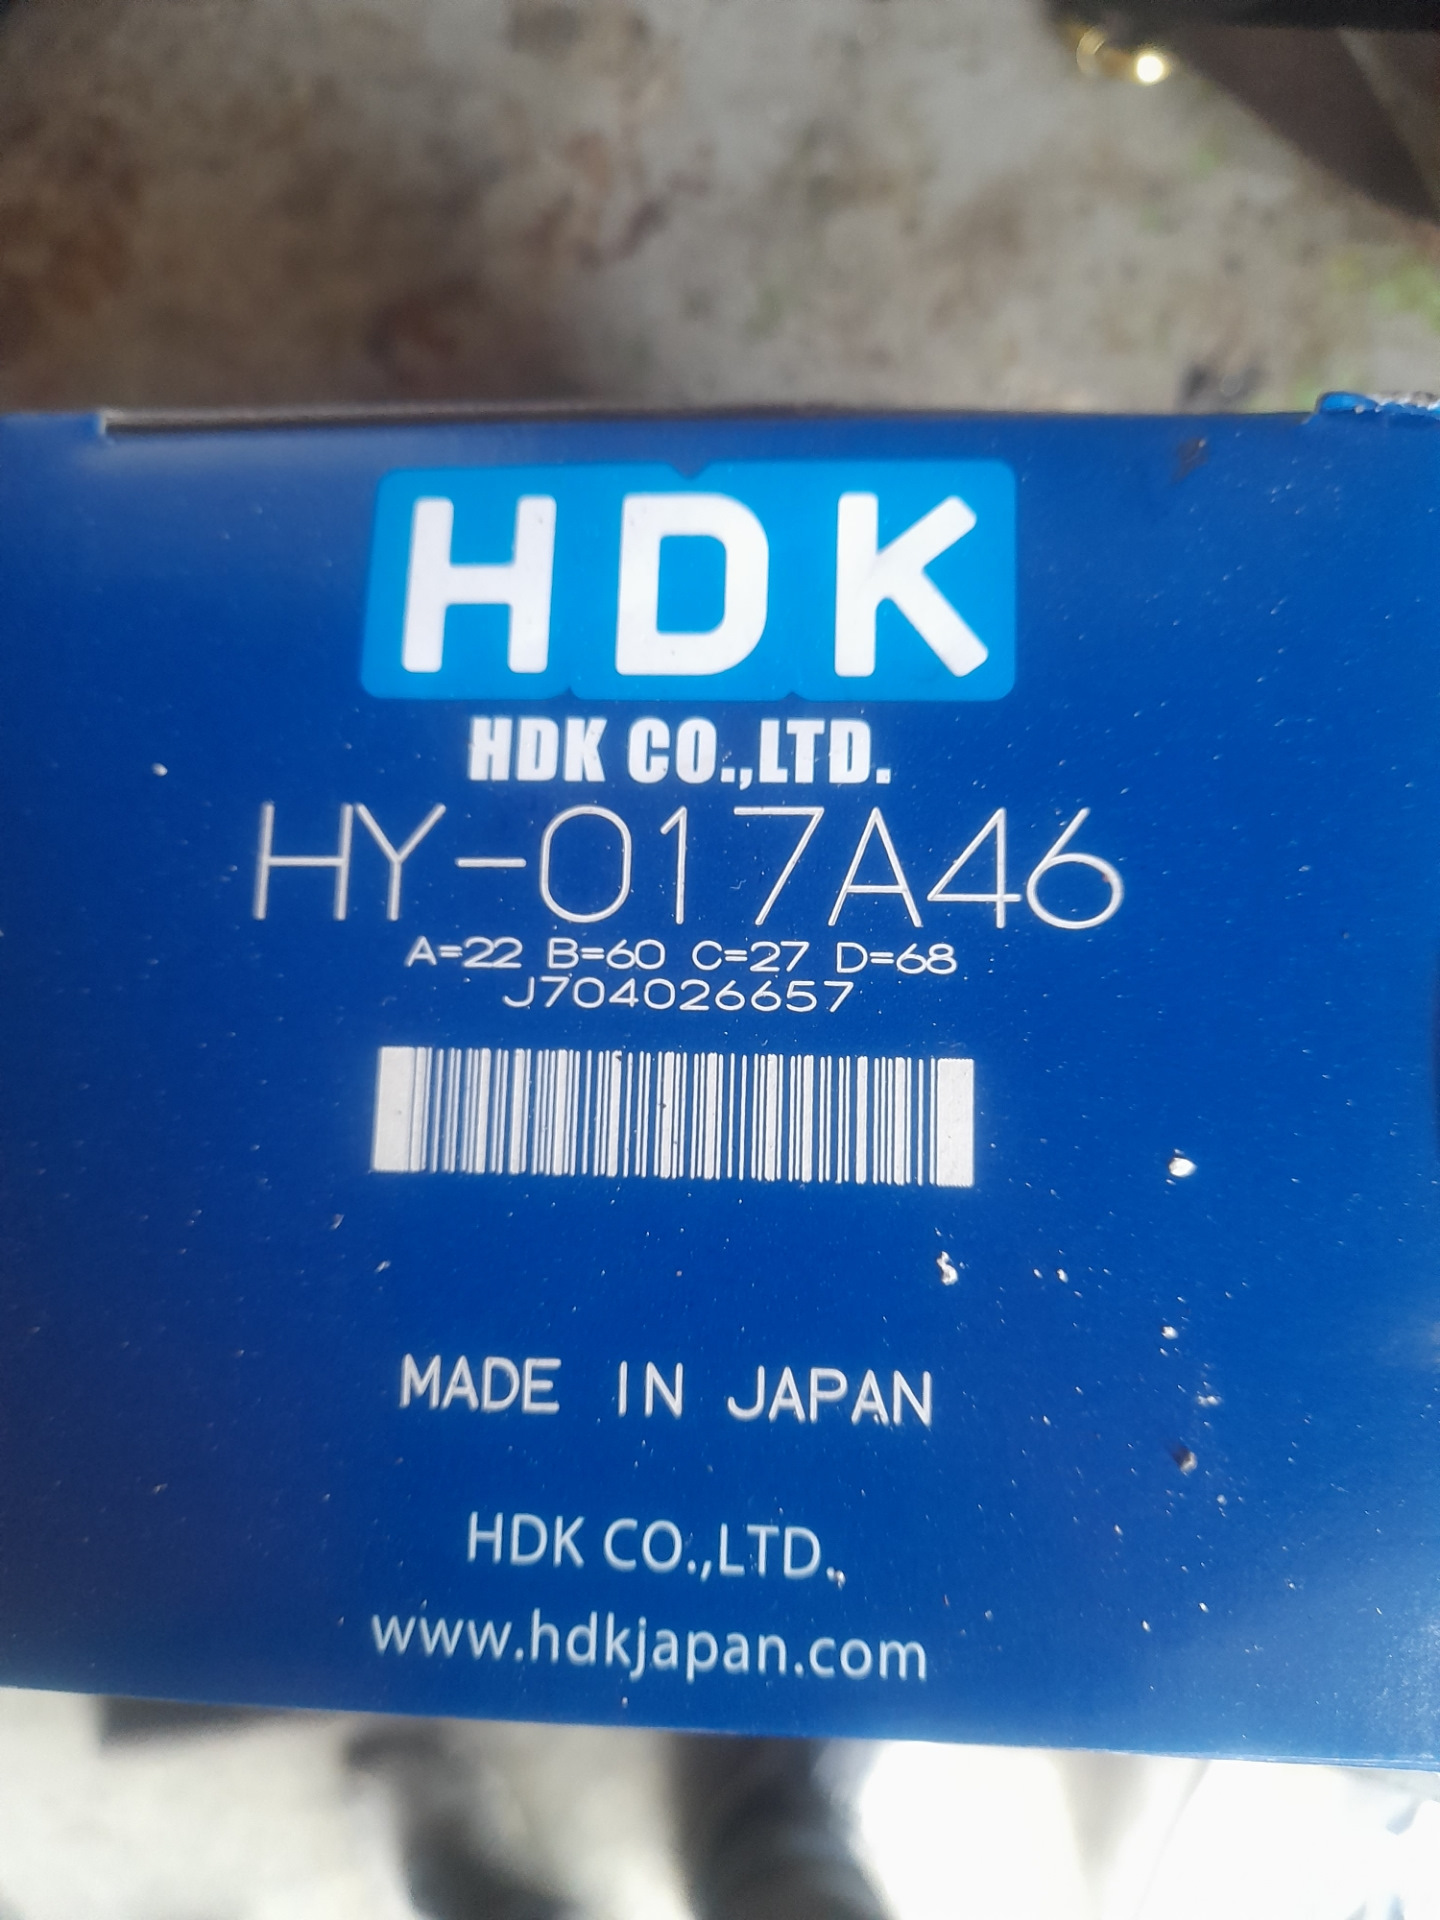 HDK
HDK CO.,LTD.
HY-017A46
A=22 B=60 C=27 D=68
J704026657
MADE IN JAPAN
HDK CO.,LTD.,
www.hdkjapan.com